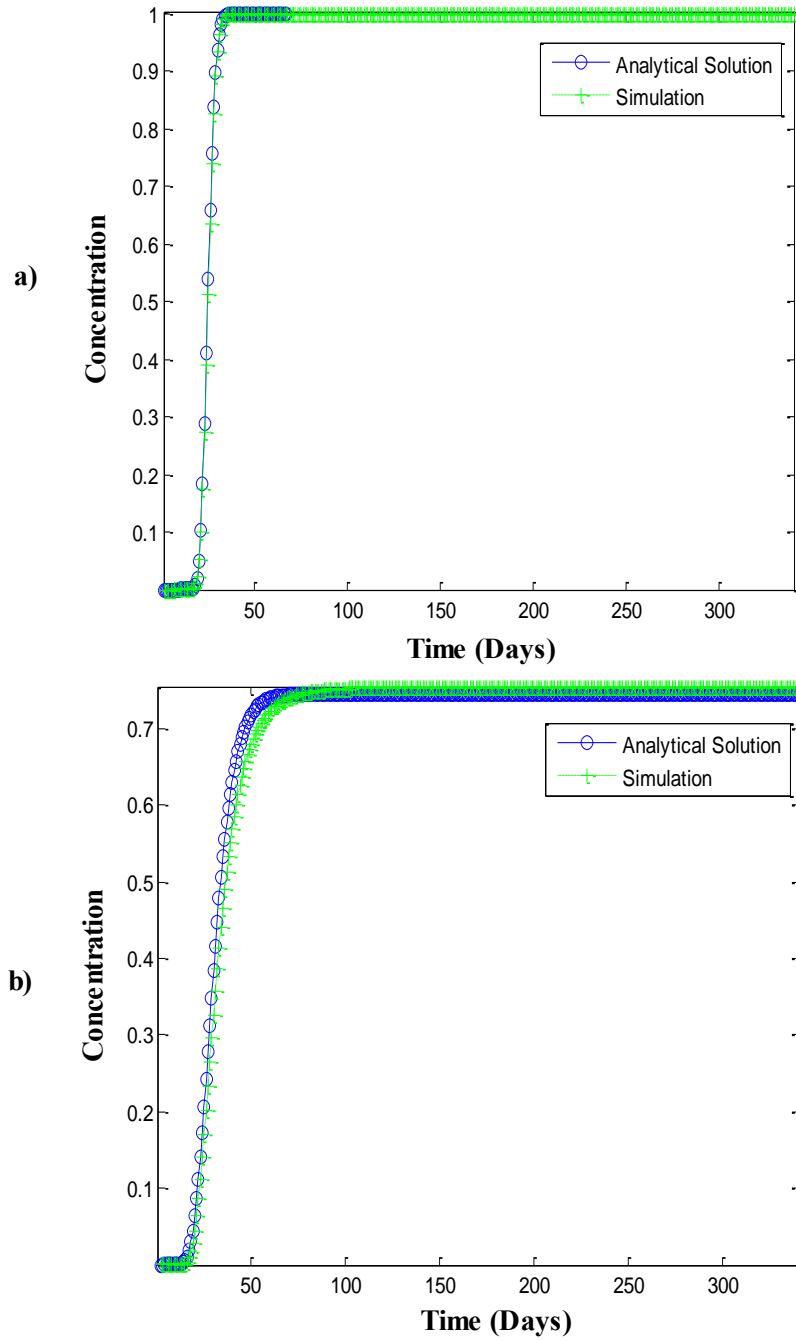 a)
Concentration
1
0.9
0.8
0.7
0.6
0.5
0.4
0.3
0.2
0.1
50 100 150 200 250 300
Time (Days)
Analytical Solution
Simulation
b)
Concentration
0.7
0.6
0.5
0.4
0.3
0.2
0.1
50 100 150 200 250 300
Time (Days)
Analytical Solution
Simulation